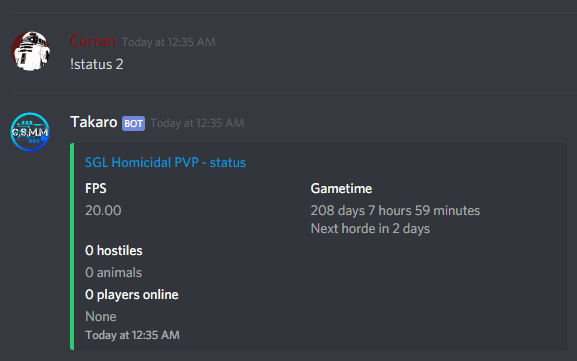 Corrari Today at 12:35 AM
!status 2
C.S.M.M
Takaro BOT Today at 12:35 AM
SGL Homicidal PVP - status
FPS
20.00
Gametime
208 days 7 hours 59 minutes
Next horde in 2 days
0 hostiles
0 animals
0 players online
None
Today at 12:35 AM